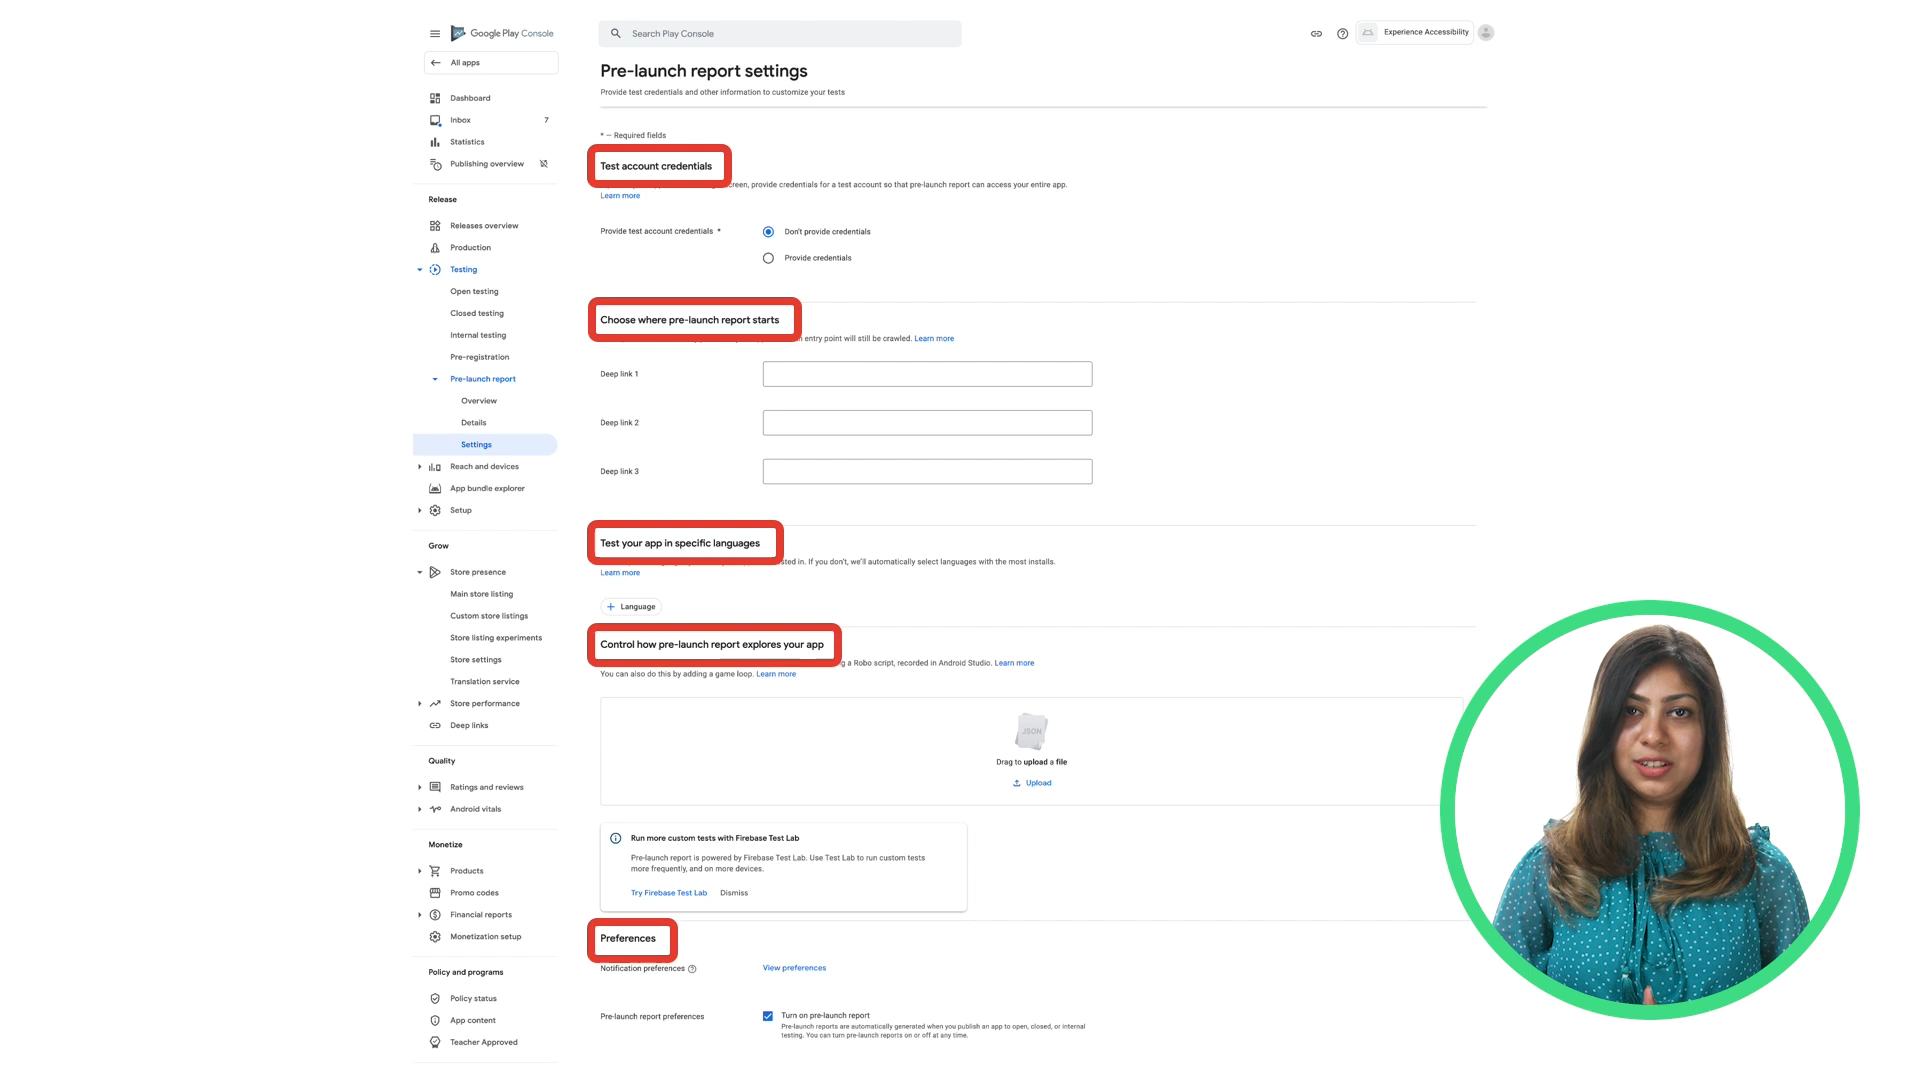 Google Play Console
Search Play Console
Experience Accessibility
All apps
Dashboard
Inbox 7
Statistics
Publishing overview
Release
Releases overview
Production
Testing
Open testing
Closed testing
Internal testing
Pre-registration
Pre-launch report
Overview
Details
Settings
Reach and devices
App bundle explorer
Setup
Grow
Store presence
Main store listing
Custom store listings
Store listing experiments
Store settings
Translation service
Store performance
Deep links
Quality
Ratings and reviews
Android vitals
Monetize
Products
Promo codes
Financial reports
Monetization setup
Policy and programs
Policy status
App content
Teacher Approved
Pre-launch report settings
Provide test credentials and other information to customize your tests
* – Required fields
Test account credentials
screen, provide credentials for a test account so that pre-launch report can access your entire app.
Learn more
Provide test account credentials *
Don't provide credentials
Provide credentials
Choose where pre-launch report starts
entry point will still be crawled. Learn more
Deep link 1
Deep link 2
Deep link 3
Test your app in specific languages
If you don't, we'll automatically select languages with the most installs.
Learn more
+ Language
Control how pre-launch report explores your app
a Robo script, recorded in Android Studio. Learn more
You can also do this by adding a game loop. Learn more
JSON
Drag to upload a file
Upload
Run more custom tests with Firebase Test Lab
Pre-launch report is powered by Firebase Test Lab. Use Test Lab to run custom tests
more frequently, and on more devices.
Try Firebase Test Lab Dismiss
Preferences
Notification preferences
View preferences
Pre-launch report preferences
Turn on pre-launch report
Pre-launch reports are automatically generated when you publish an app to open, closed, or internal
testing. You can turn pre-launch reports on or off at any time.